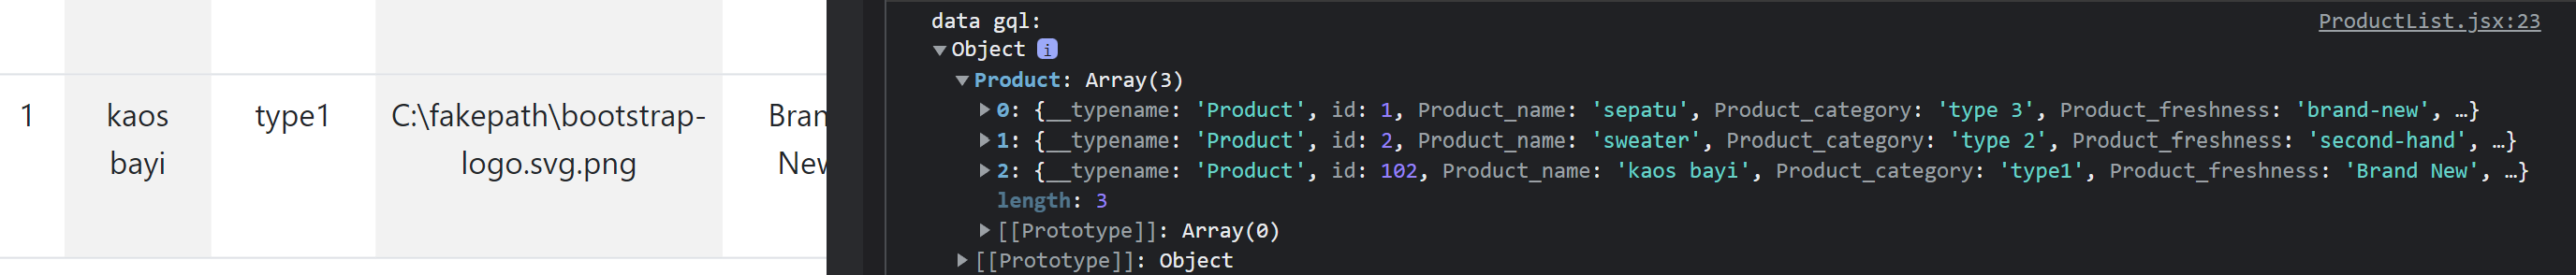 1
kaos
bayi
type1
C:\fakepath\bootstrap-
logo.svg.png
Bran
New
data gql:
ProductList.jsx:23
Object i
Product: Array(3)
0: {__typename: 'Product', id: 1, Product_name: 'sepatu', Product_category: 'type 3', Product_freshness: 'brand-new', …}
1: {__typename: 'Product', id: 2, Product_name: 'sweater', Product_category: 'type 2', Product_freshness: 'second-hand', …}
2: {__typename: 'Product', id: 102, Product_name: 'kaos bayi', Product_category: 'type1', Product_freshness: 'Brand New', …}
length: 3
[[Prototype]]: Array(0)
[[Prototype]]: Object